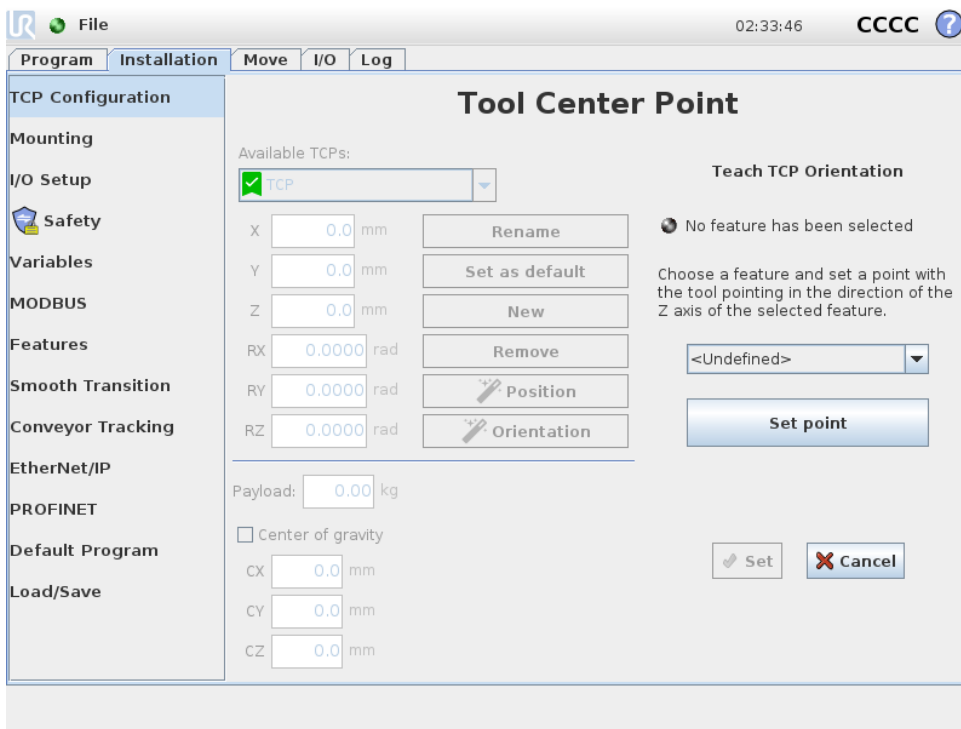 UR File 02:33:46 CCCC ?
Program Installation Move I/O Log
TCP Configuration
Mounting
I/O Setup
Safety
Variables
MODBUS
Features
Smooth Transition
Conveyor Tracking
EtherNet/IP
PROFINET
Default Program
Load/Save
Tool Center Point
Available TCPs:
TCP
X 0.0 mm Rename
Y 0.0 mm Set as default
Z 0.0 mm New
RX 0.0000 rad Remove
RY 0.0000 rad Position
RZ 0.0000 rad Orientation
Payload: 0.00 kg
Center of gravity
CX 0.0 mm
CY 0.0 mm
CZ 0.0 mm
Teach TCP Orientation
No feature has been selected
Choose a feature and set a point with
the tool pointing in the direction of the
Z axis of the selected feature.
<Undefined>
Set point
Set Cancel